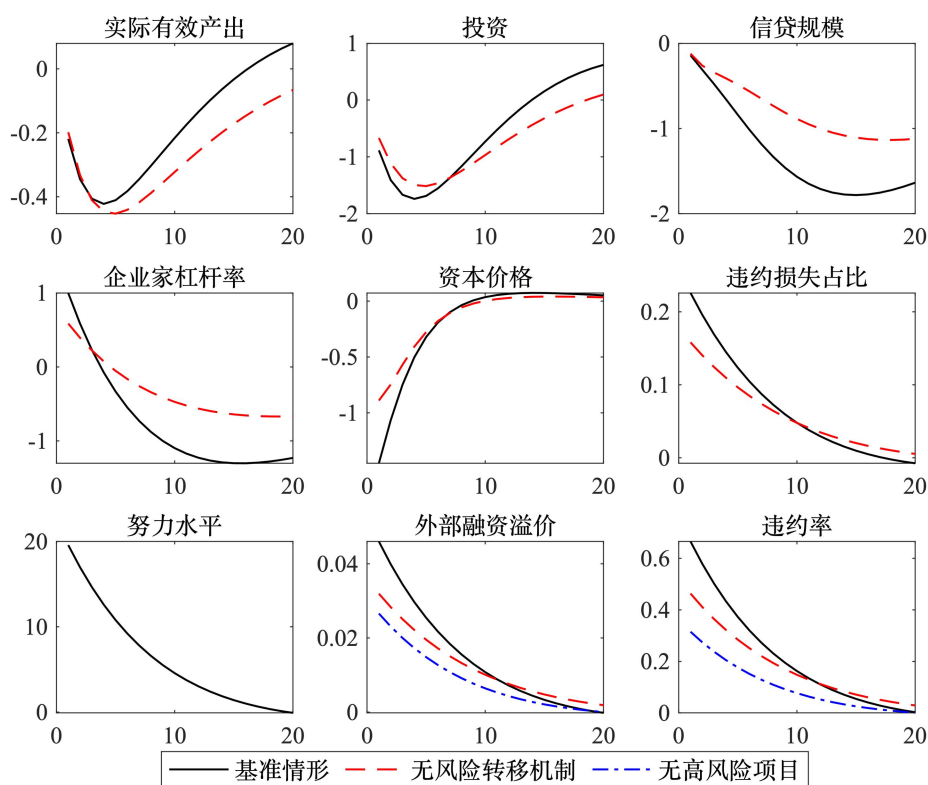 实际有效产出 投资 信贷规模
0 1 0
-0.2 0 -1
-0.4 -1 -2
-2
0 10 20 0 10 20 0 10 20
企业家杠杆率 资本价格 违约损失占比
1 0 0.2
0 -0.5 0.1
-1 -1 0
0 10 20 0 10 20 0 10 20
努力水平 外部融资溢价 违约率
20 0.04 0.6
10 0.02 0.4
0 0 0.2
0
0 10 20 0 10 20 0 10 20
基准情形 无风险转移机制 无高风险项目